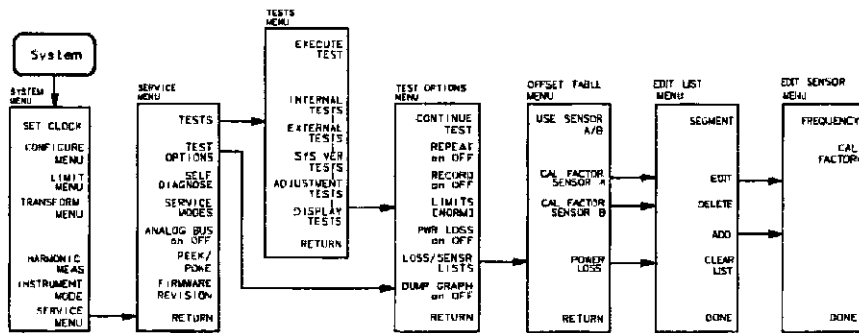 System
SYSTEM
MENU
SET CLOCK
CONFIGURE
MENU
LIMIT
MENU
TRANSFORM
MENU
HARMONIC
MEAS
INSTRUMENT
MODE
SERVICE
MENU
SERVICE
MENU
TESTS
TEST
OPTIONS
SELF
DIAGNOSE
SERVICE
MODES
ANALOG BUS
on OFF
PEEK/
POKE
FIRMWARE
REVISION
RETURN
TESTS
MENU
EXECUTE
TEST
INTERNAL
TESTS
EXTERNAL
TESTS
SYS VER
TESTS
ADJUSTMENT
TESTS
DISPLAY
TESTS
RETURN
TEST OPTIONS
MENU
CONTINUE
TEST
REPEAT
on OFF
RECORD
on OFF
LIMITS
[NORM]
PWR LOSS
on OFF
LOSS/SENSR
LISTS
DUMP GRAPH
on OFF
RETURN
OFFSET TABLE
MENU
USE SENSOR
A/B
CAL FACTOR
SENSOR A
CAL FACTOR
SENSOR B
POWER
LOSS
RETURN
EDIT LIST
MENU
SEGMENT
EDIT
DELETE
ADD
CLEAR
LIST
DONE
EDIT SENSOR
MENU
FREQUENCY
CAL
FACTOR
DONE